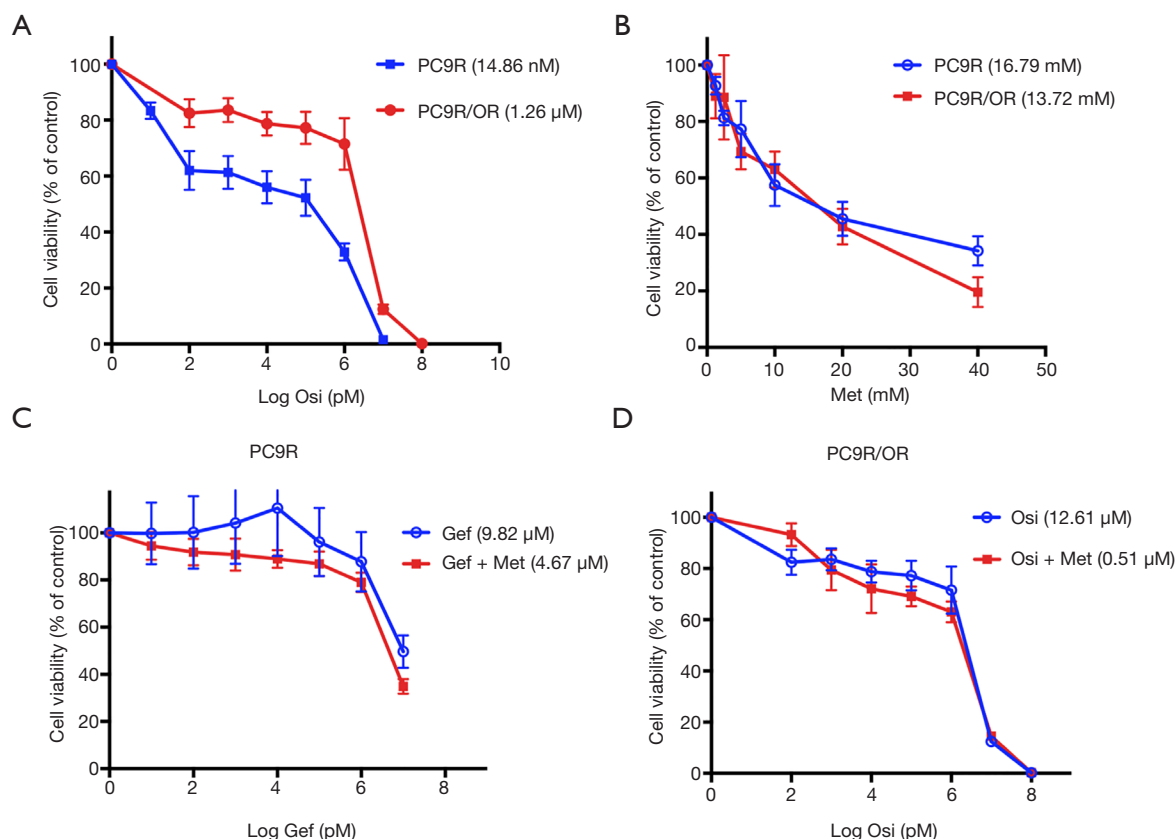 A
Cell viability (% of control)
100
80
60
40
20
0
PC9R (14.86 nM)
PC9R/OR (1.26 µM)
0 2 4 6 8 10
Log Osi (pM)
B
Cell viability (% of control)
100
80
60
40
20
0
PC9R (16.79 mM)
PC9R/OR (13.72 mM)
0 10 20 30 40 50
Met (mM)
C
PC9R
Cell viability (% of control)
100
80
60
40
20
0
Gef (9.82 µM)
Gef + Met (4.67 µM)
0 2 4 6 8
Log Gef (pM)
D
PC9R/OR
Cell viability (% of control)
100
80
60
40
20
0
Osi (12.61 µM)
Osi + Met (0.51 µM)
0 2 4 6 8
Log Osi (pM)